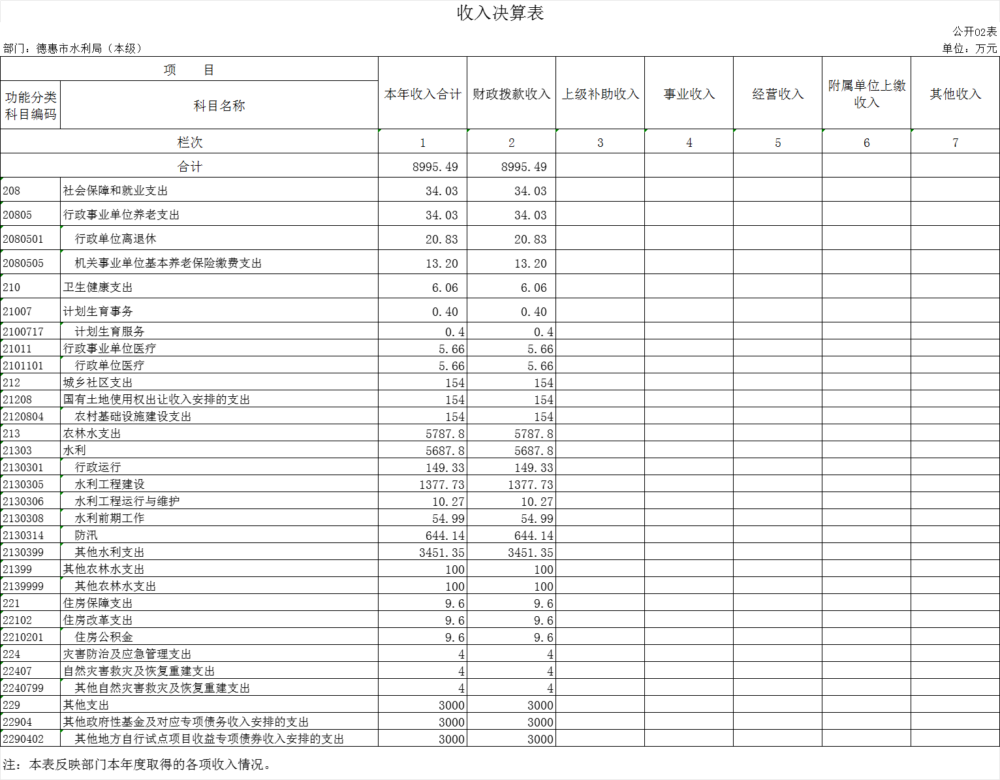 收入决算表
公开02表
部门：德惠市水利局（本级） 单位：万元
项 目 本年收入合计 财政拨款收入 上级补助收入 事业收入 经营收入 附属单位上缴收入 其他收入
功能分类科目编码 科目名称
栏次 1 2 3 4 5 6 7
合计 8995.49 8995.49
208 社会保障和就业支出 34.03 34.03
20805 行政事业单位养老支出 34.03 34.03
2080501 行政单位离退休 20.83 20.83
2080505 机关事业单位基本养老保险缴费支出 13.20 13.20
210 卫生健康支出 6.06 6.06
21007 计划生育事务 0.40 0.40
2100717 计划生育服务 0.4 0.4
21011 行政事业单位医疗 5.66 5.66
2101101 行政单位医疗 5.66 5.66
212 城乡社区支出 154 154
21208 国有土地使用权出让收入安排的支出 154 154
2120804 农村基础设施建设支出 154 154
213 农林水支出 5787.8 5787.8
21303 水利 5687.8 5687.8
2130301 行政运行 149.33 149.33
2130305 水利工程建设 1377.73 1377.73
2130306 水利工程运行与维护 10.27 10.27
2130308 水利前期工作 54.99 54.99
2130314 防汛 644.14 644.14
2130399 其他水利支出 3451.35 3451.35
21399 其他农林水支出 100 100
2139999 其他农林水支出 100 100
221 住房保障支出 9.6 9.6
22102 住房改革支出 9.6 9.6
2210201 住房公积金 9.6 9.6
224 灾害防治及应急管理支出 4 4
22407 自然灾害救灾及恢复重建支出 4 4
2240799 其他自然灾害救灾及恢复重建支出 4 4
229 其他支出 3000 3000
22904 其他政府性基金及对应专项债务收入安排的支出 3000 3000
2290402 其他地方自行试点项目收益专项债券收入安排的支出 3000 3000
注：本表反映部门本年度取得的各项收入情况。